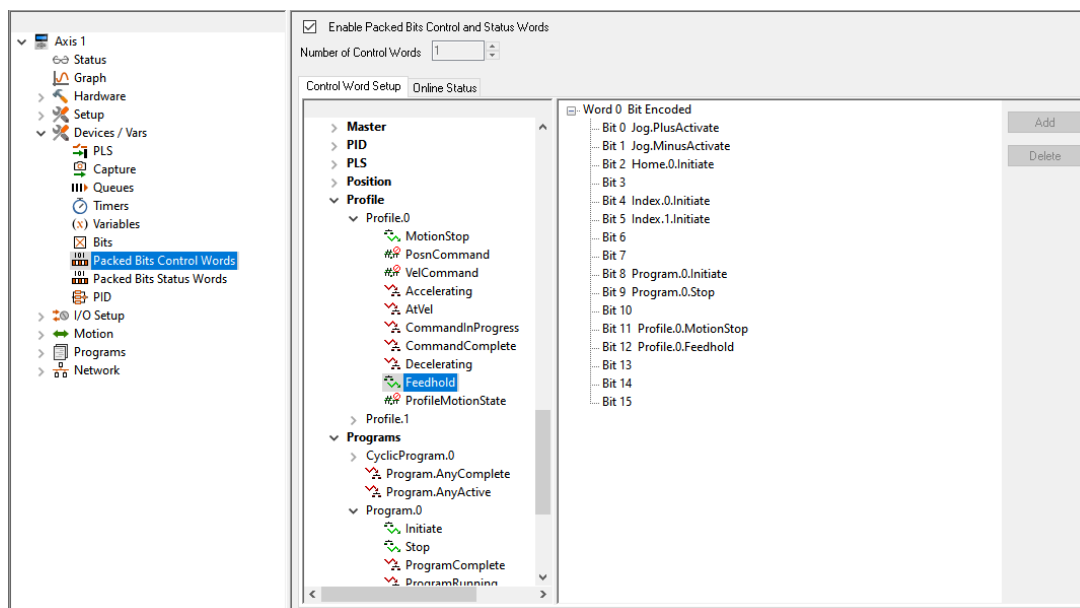 Axis 1
Status
Graph
Hardware
Setup
Devices / Vars
PLS
Capture
Queues
Timers
(x) Variables
Bits
Packed Bits Control Words
Packed Bits Status Words
PID
I/O Setup
Motion
Programs
Network
Enable Packed Bits Control and Status Words
Number of Control Words 1
Control Word Setup Online Status
Master
PID
PLS
Position
Profile
Profile.0
MotionStop
PosnCommand
VelCommand
Accelerating
AtVel
CommandInProgress
CommandComplete
Decelerating
Feedhold
ProfileMotionState
Profile.1
Programs
CyclicProgram.0
Program.AnyComplete
Program.AnyActive
Program.0
Initiate
Stop
ProgramComplete
ProgramRunning
Word 0 Bit Encoded
Bit 0 Jog.PlusActivate
Bit 1 Jog.MinusActivate
Bit 2 Home.0.Initiate
Bit 3
Bit 4 Index.0.Initiate
Bit 5 Index.1.Initiate
Bit 6
Bit 7
Bit 8 Program.0.Initiate
Bit 9 Program.0.Stop
Bit 10
Bit 11 Profile.0.MotionStop
Bit 12 Profile.0.Feedhold
Bit 13
Bit 14
Bit 15
Add
Delete